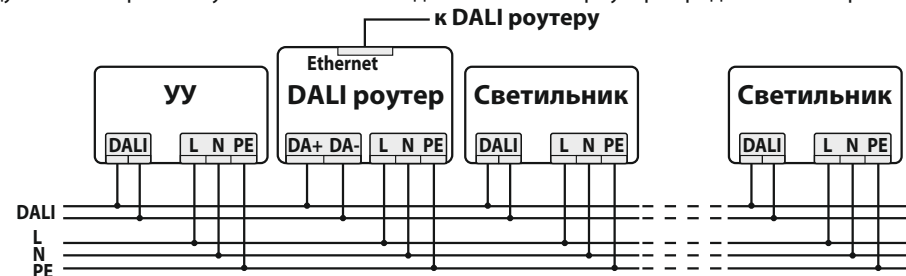 к DALI роутеру
Ethernet
УУ
DALI роутер
Светильник
Светильник
DALI L N PE
DA+ DA- L N PE
DALI L N PE
DALI L N PE
DALI
L
N
PE